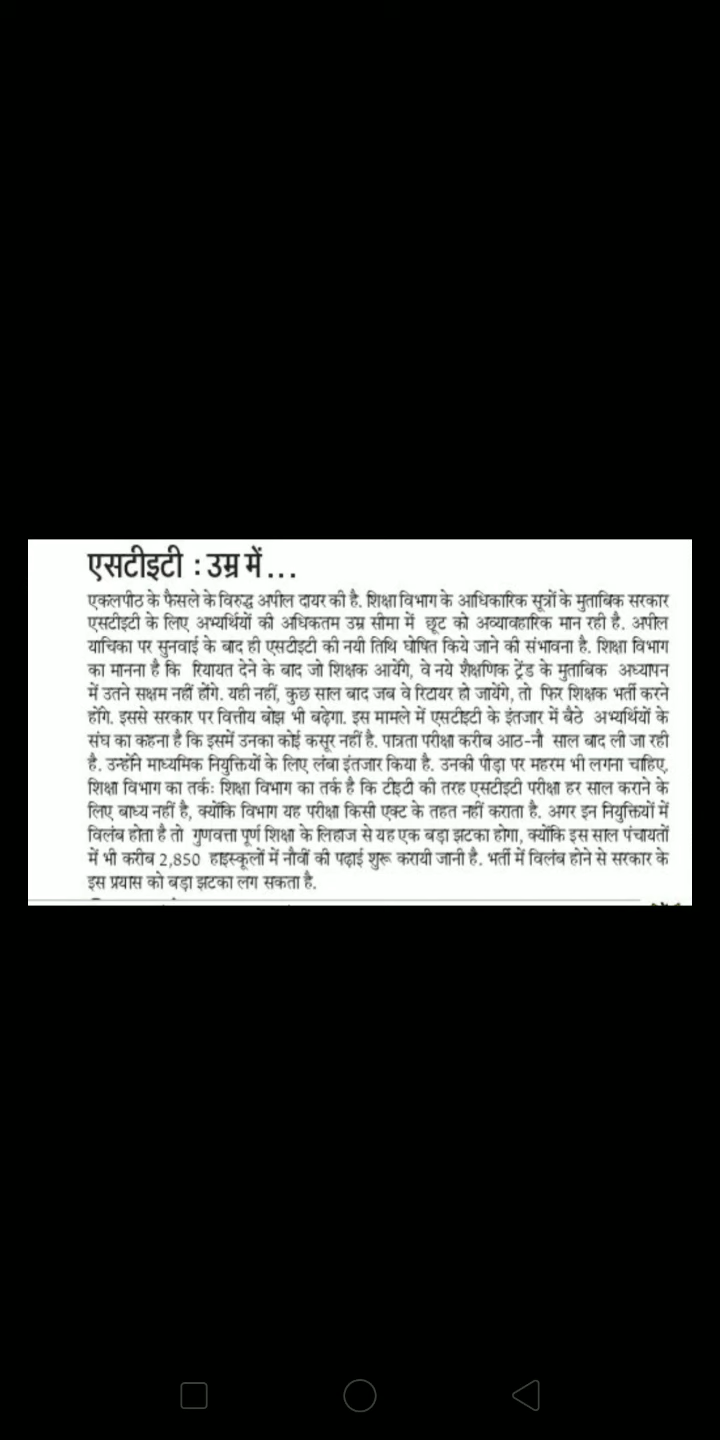 एसटीइटी : उम्र में...
एकलपीठ के फैसले के विरुद्ध अपील दायर की है. शिक्षा विभाग के आधिकारिक सूत्रों के मुताबिक सरकार
एसटीइटी के लिए अभ्यर्थियों की अधिकतम उम्र सीमा में छूट को अव्यावहारिक मान रही है. अपील
याचिका पर सुनवाई के बाद ही एसटीइटी की नयी तिथि घोषित किये जाने की संभावना है. शिक्षा विभाग
का मानना है कि रियायत देने के बाद जो शिक्षक आयेंगे, वे नये शैक्षणिक ट्रेंड के मुताबिक अध्यापन
में उतने सक्षम नहीं होंगे. यही नहीं, कुछ साल बाद जब वे रिटायर हो जायेंगे, तो फिर शिक्षक भर्ती करने
होंगे. इससे सरकार पर वित्तीय बोझ भी बढ़ेगा. इस मामले में एसटीइटी के इंतजार में बैठे अभ्यर्थियों के
संघ का कहना है कि इसमें उनका कोई कसूर नहीं है. पात्रता परीक्षा करीब आठ-नौ साल बाद ली जा रही
है. उन्होंने माध्यमिक नियुक्तियों के लिए लंबा इंतजार किया है. उनकी पीड़ा पर महरम भी लगना चाहिए.
शिक्षा विभाग का तर्क: शिक्षा विभाग का तर्क है कि टीइटी की तरह एसटीइटी परीक्षा हर साल कराने के
लिए बाध्य नहीं है, क्योंकि विभाग यह परीक्षा किसी एक्ट के तहत नहीं कराता है. अगर इन नियुक्तियों में
विलंब होता है तो गुणवत्ता पूर्ण शिक्षा के लिहाज से यह एक बड़ा झटका होगा, क्योंकि इस साल पंचायतों
में भी करीब 2,850 हाइस्कूलों में नौवीं की पढ़ाई शुरू करायी जानी है. भर्ती में विलंब होने से सरकार के
इस प्रयास को बड़ा झटका लग सकता है.